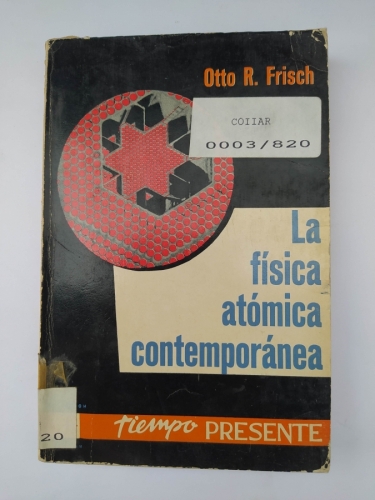 Otto R. Frisch
COIIAR
0003/820
La
física
atómica
contemporánea
20
tiempo PRESENTE